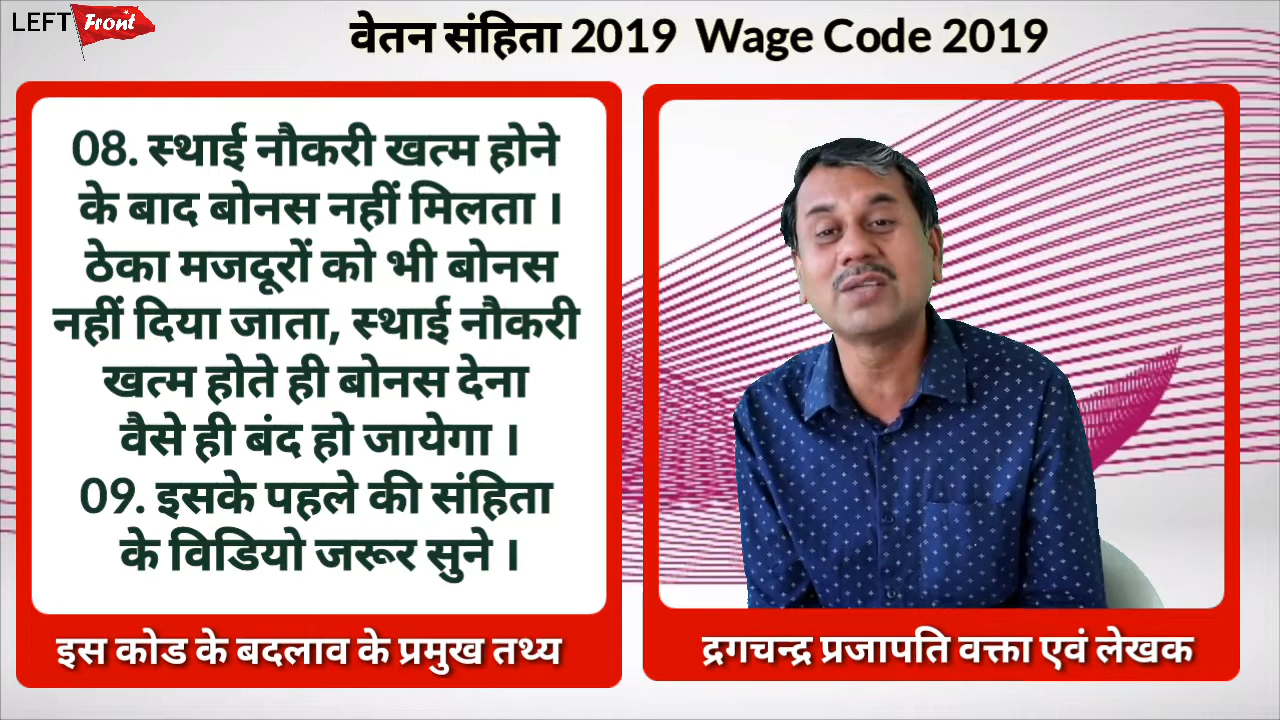 LEFT Front
वेतन संहिता 2019 Wage Code 2019
08. स्थाई नौकरी खत्म होने
के बाद बोनस नहीं मिलता ।
ठेका मजदूरों को भी बोनस
नहीं दिया जाता, स्थाई नौकरी
खत्म होते ही बोनस देना
वैसे ही बंद हो जायेगा ।
09. इसके पहले की संहिता
के विडियो जरूर सुने ।
इस कोड के बदलाव के प्रमुख तथ्य
द्रगचन्द्र प्रजापति वक्ता एवं लेखक